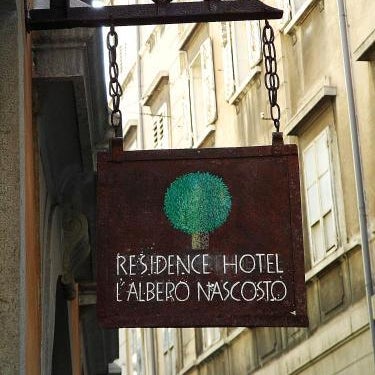 RESIDENCE HOTEL
L'ALBERO NASCOSTO